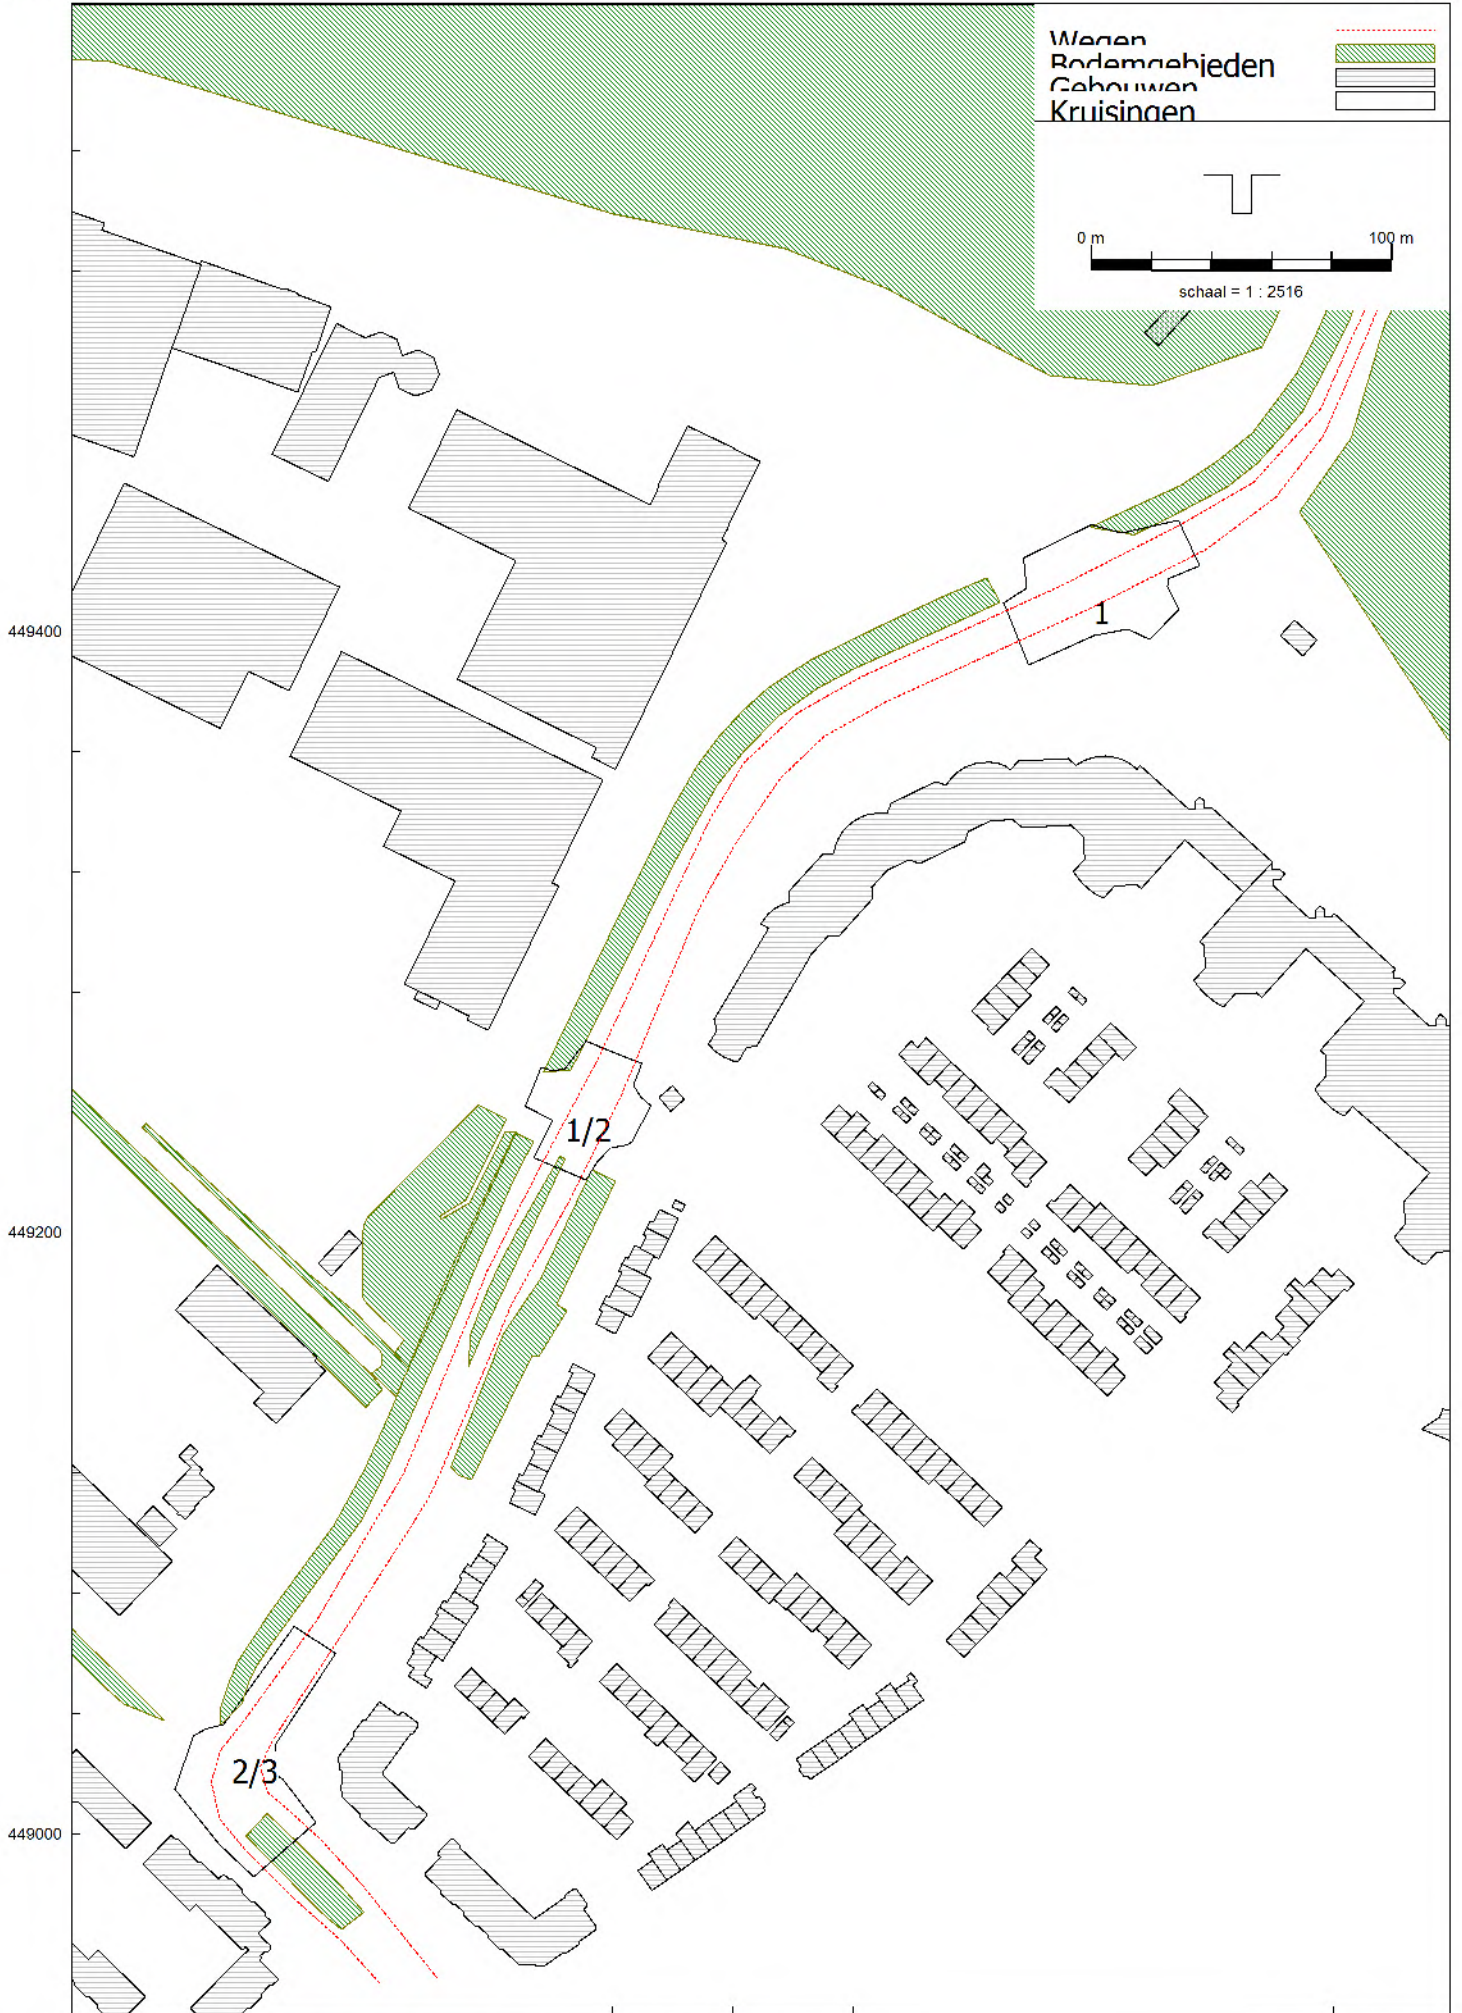 Wegen
Bodemgebieden
Gebouwen
Kruisingen
0 m 100 m
schaal = 1 : 2516
449400
1
1/2
449200
2/3
449000